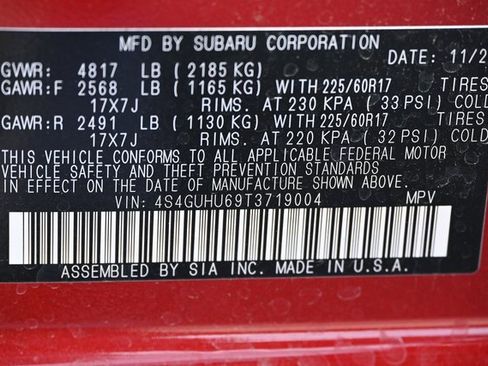 MFD BY SUBARU CORPORATION
DATE: 11/2
GVWR: 4817 LB (2185 KG)
GAWR:F 2568 LB (1165 KG) WITH 225/60R17 TIRES
17X7J RIMS. AT 230 KPA (33 PSI) COLD
GAWR:R 2491 LB (1130 KG) WITH 225/60R17 TIRES
17X7J RIMS. AT 220 KPA (32 PSI) COLD
THIS VEHICLE CONFORMS TO ALL APPLICABLE FEDERAL MOTOR
VEHICLE SAFETY AND THEFT PREVENTION STANDARDS
IN EFFECT ON THE DATE OF MANUFACTURE SHOWN ABOVE.
VIN: 4S4GUHU69T3719004 MPV
ASSEMBLED BY SIA INC. MADE IN U.S.A.